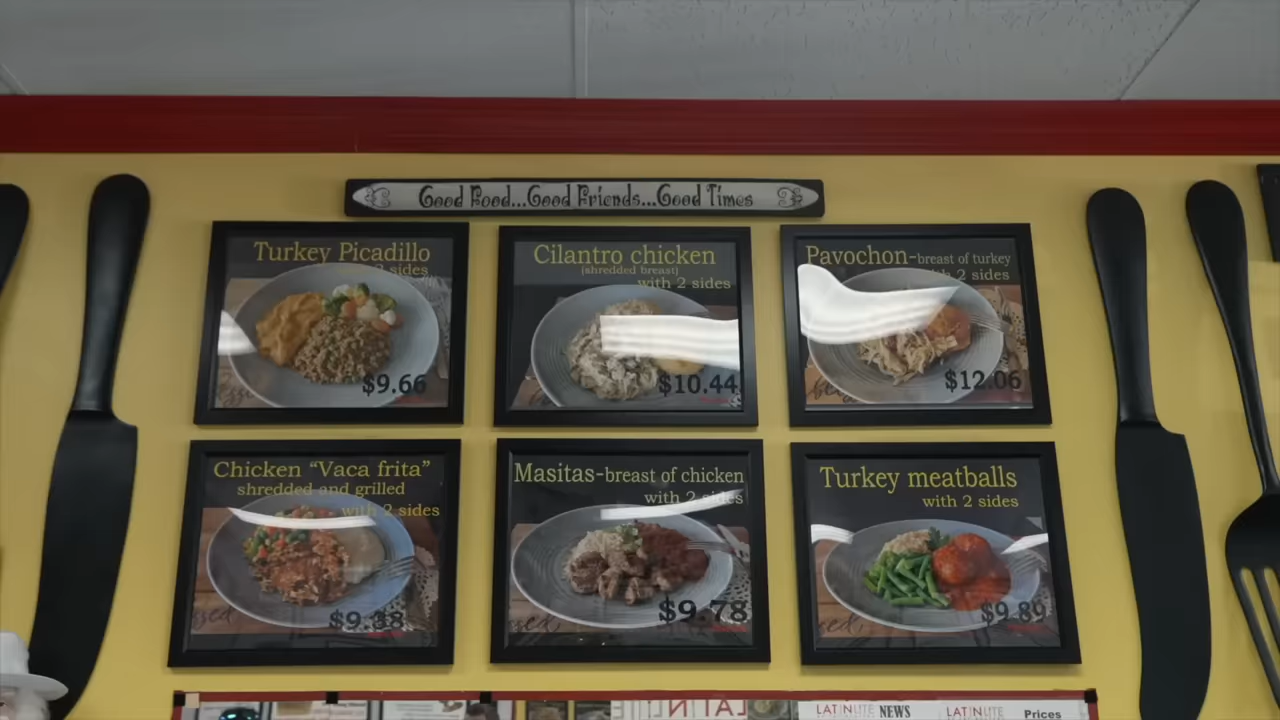 Good Food...Good Friends...Good Times
Turkey Picadillo
2 sides
$9.66
Cilantro chicken
(shredded breast)
with 2 sides
$10.44
Pavochon-breast of turkey
with 2 sides
$12.06
Chicken "Vaca frita"
shredded and grilled
with 2 sides
$9.38
Masitas-breast of chicken
with 2 sides
$9.78
Turkey meatballs
with 2 sides
$9.89
LATINLITE NEWS
LATINLITE Prices